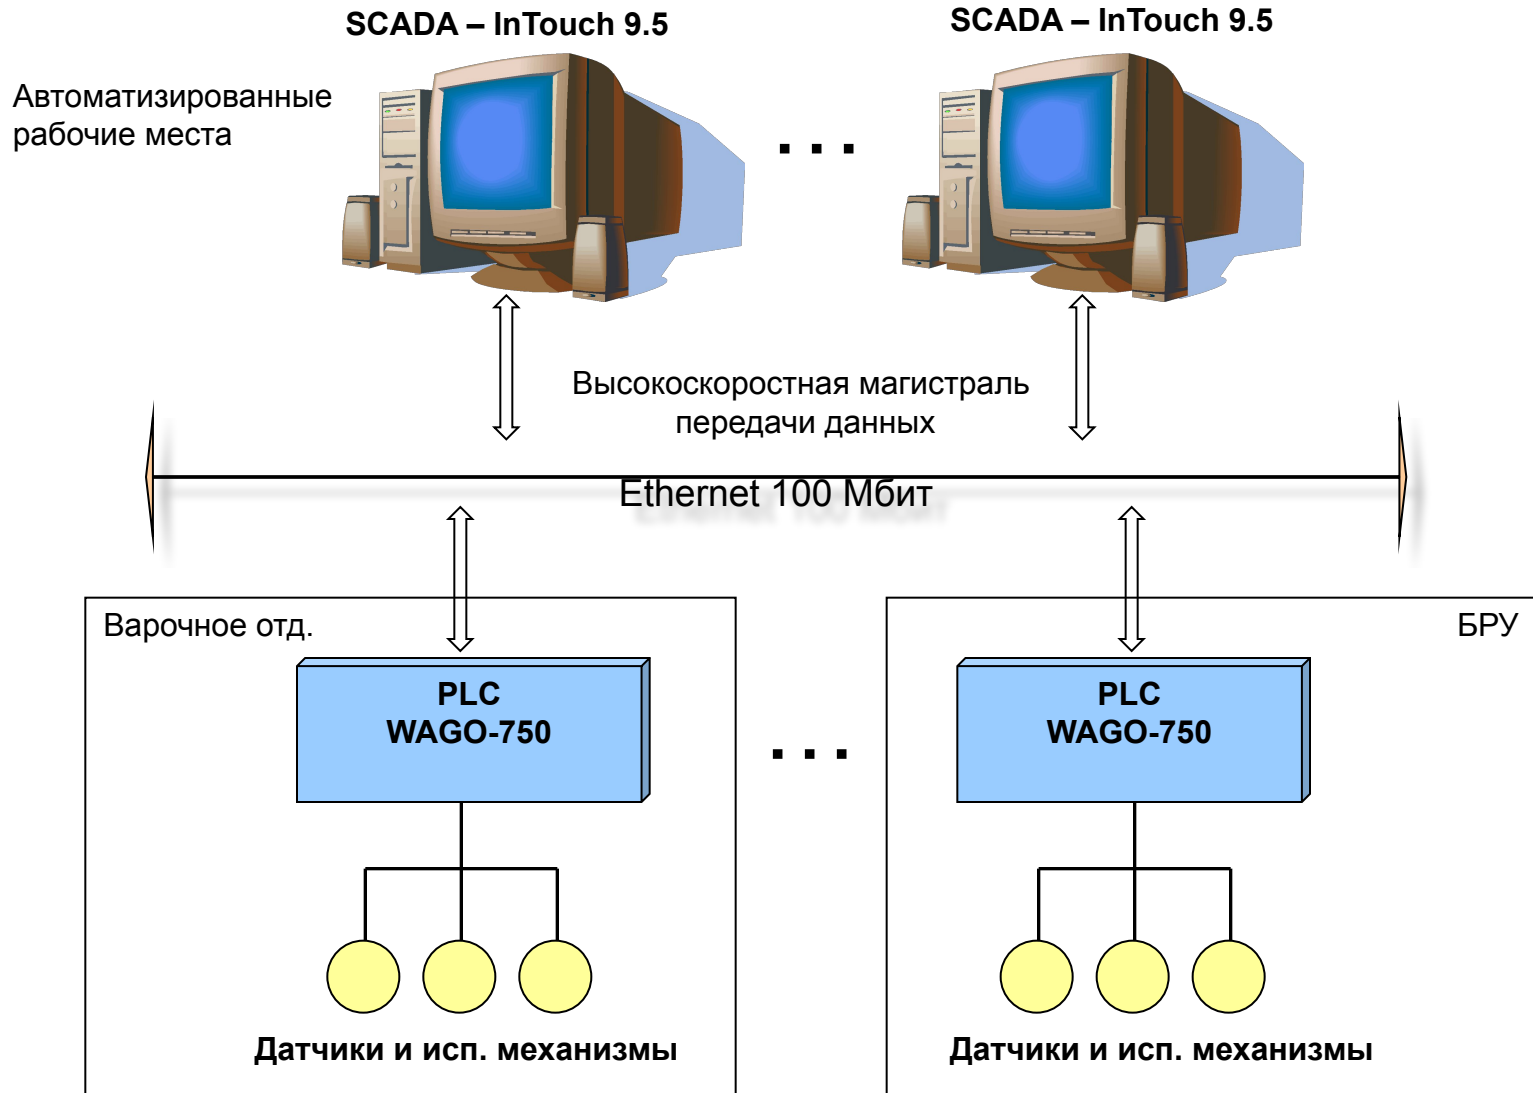 SCADA – InTouch 9.5
SCADA – InTouch 9.5
Автоматизированные
рабочие места
. . .
Высокоскоростная магистраль
передачи данных
Ethernet 100 Мбит
Варочное отд.
БРУ
PLC
WAGO-750
. . .
PLC
WAGO-750
Датчики и исп. механизмы
Датчики и исп. механизмы